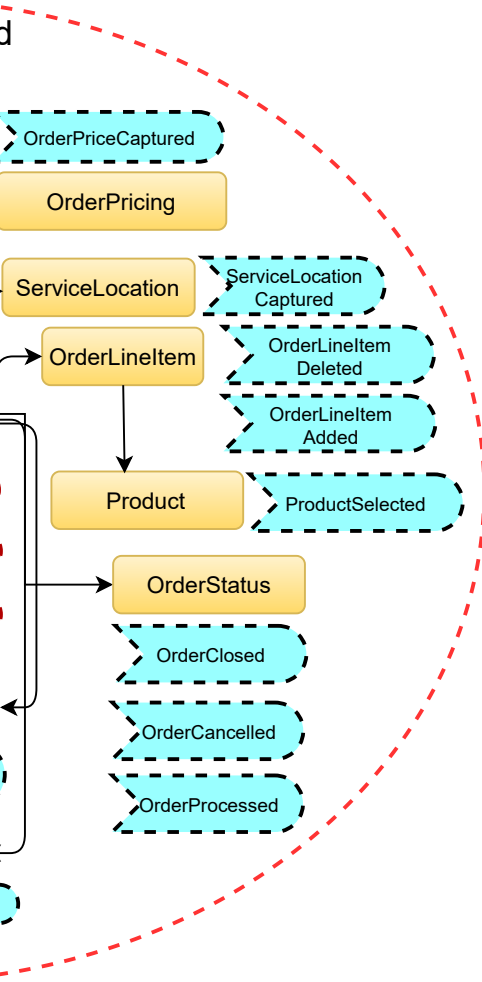 d
OrderPriceCaptured
OrderPricing
ServiceLocation
ServiceLocation
Captured
OrderLineItem
OrderLineItem
Deleted
OrderLineItem
Added
Product
ProductSelected
OrderStatus
OrderClosed
OrderCancelled
OrderProcessed